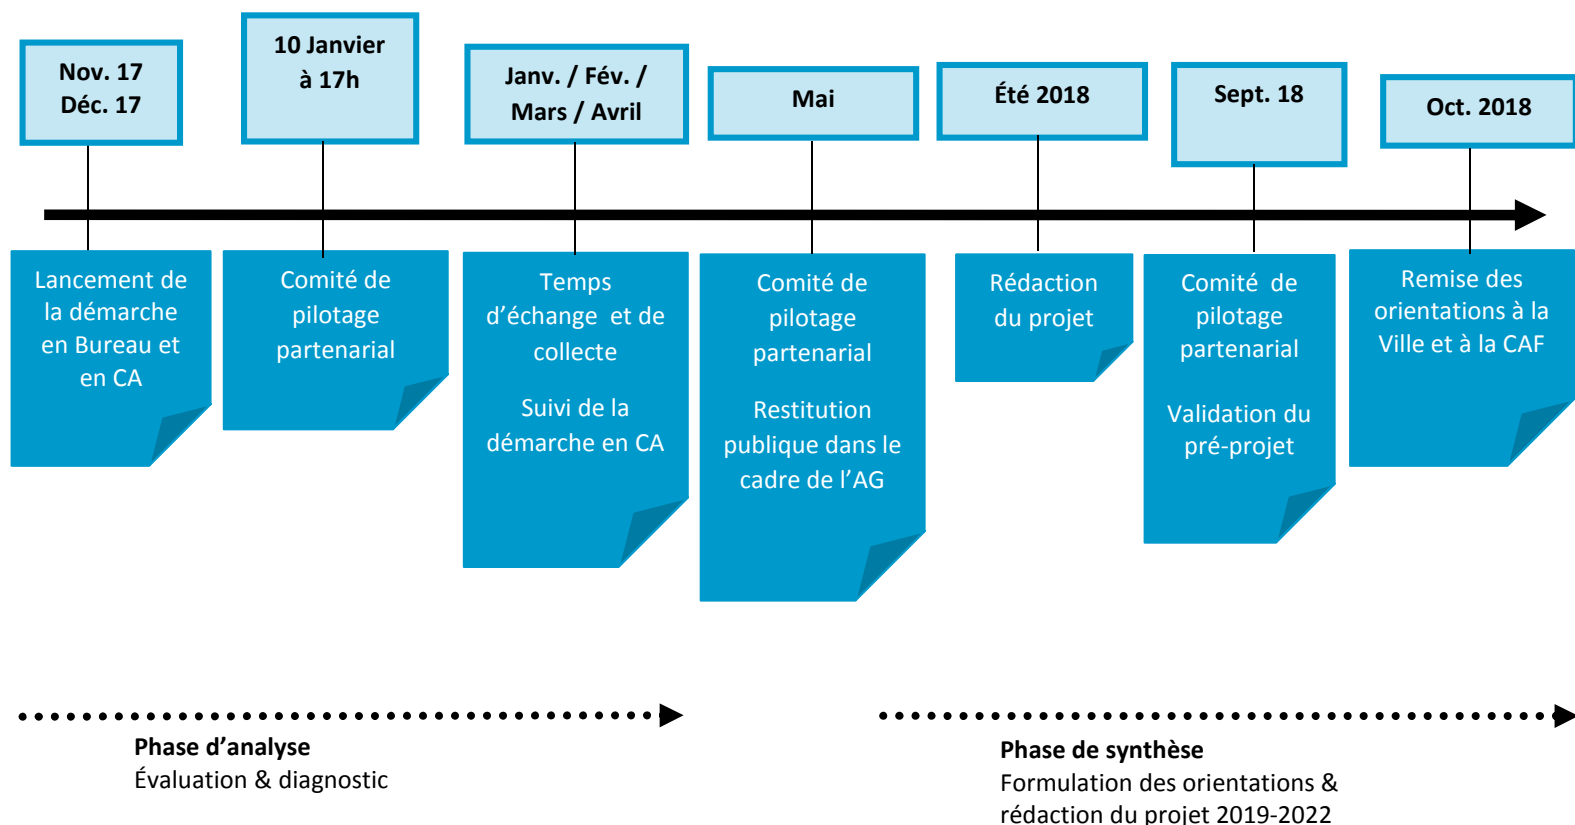 Nov. 17
Déc. 17
10 Janvier
à 17h
Janv. / Fév. /
Mars / Avril
Mai
Été 2018
Sept. 18
Oct. 2018
Lancement de
la démarche
en Bureau et
en CA
Comité de
pilotage
partenarial
Temps
d’échange et de
collecte
Suivi de la
démarche en CA
Comité de
pilotage
partenarial
Restitution
publique dans le
cadre de l’AG
Rédaction
du projet
Comité de
pilotage
partenarial
Validation du
pré-projet
Remise des
orientations à la
Ville et à la CAF
Phase d’analyse
Évaluation & diagnostic
Phase de synthèse
Formulation des orientations &
rédaction du projet 2019-2022